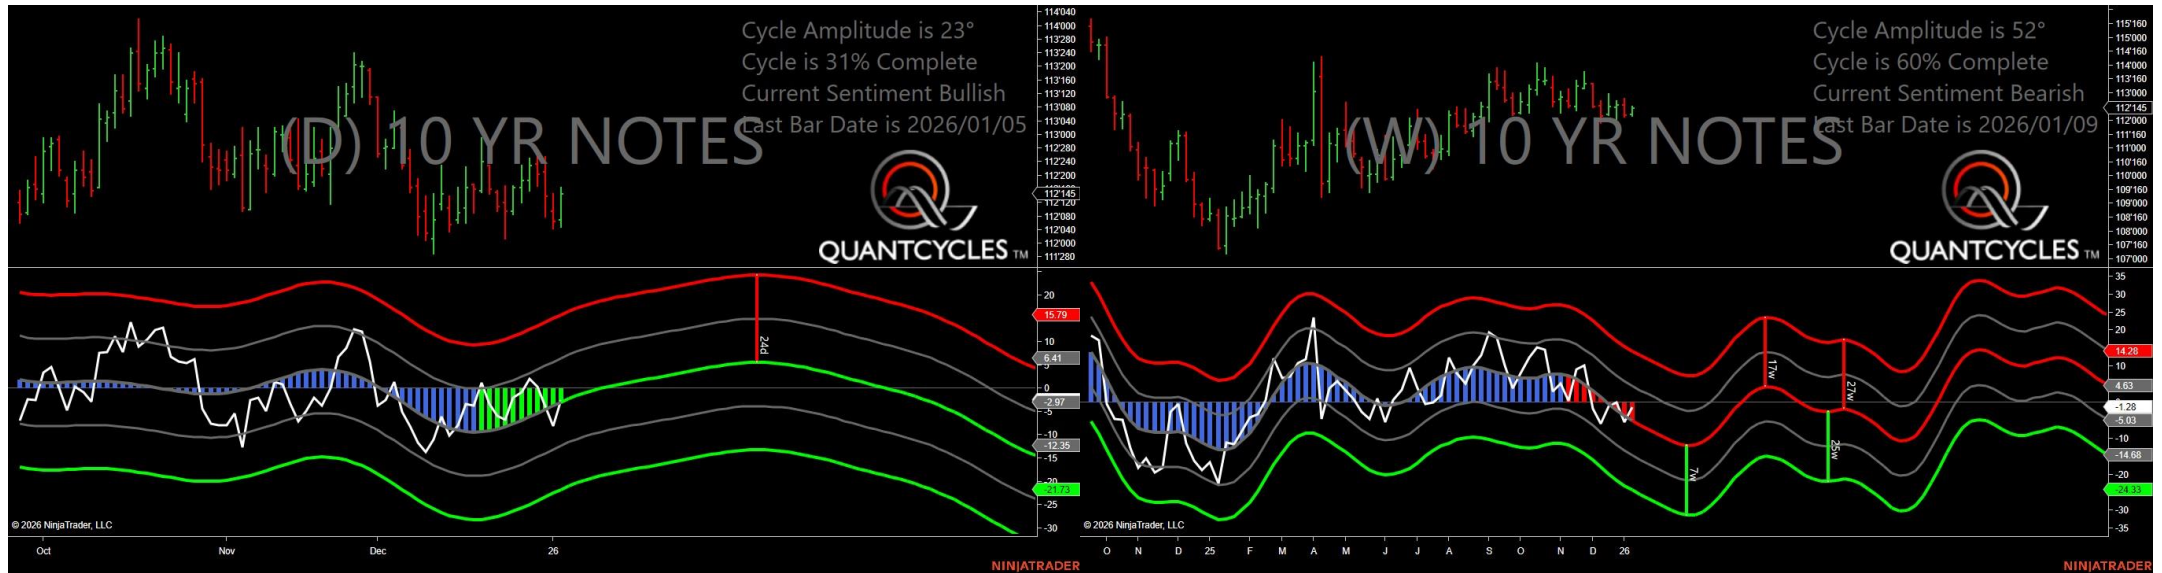 Cycle Amplitude is 23°
Cycle is 31% Complete
Current Sentiment Bullish
Last Bar Date is 2026/01/05
(D) 10 YR NOTES
QUANTCYCLES TM
114'040
114'000
113'280
113'240
113'200
113'160
113'120
113'080
113'040
113'000
112'280
112'240
112'200
112'145
112'120
112'080
112'040
112'000
111'280
24d
20
15.79
10
6.41
5
0
-2.97
-5
-10
-12.35
-15
-20
-21.73
-25
-30
© 2026 NinjaTrader, LLC
Oct
Nov
Dec
26
NINJATRADER
Cycle Amplitude is 52°
Cycle is 60% Complete
Current Sentiment Bearish
Last Bar Date is 2026/01/09
(W) 10 YR NOTES
QUANTCYCLES TM
115'160
115'000
114'160
114'000
113'160
113'000
112'145
112'000
111'160
111'000
110'160
110'000
109'160
109'000
108'160
108'000
107'160
107'000
7w
17w
25w
27w
35
30
25
20
14.28
10
4.63
-1.28
-5.03
-10
-14.68
-20
-24.33
-30
-35
© 2026 NinjaTrader, LLC
O
N
D
25
F
M
A
M
J
J
A
S
O
N
D
26
NINJATRADER